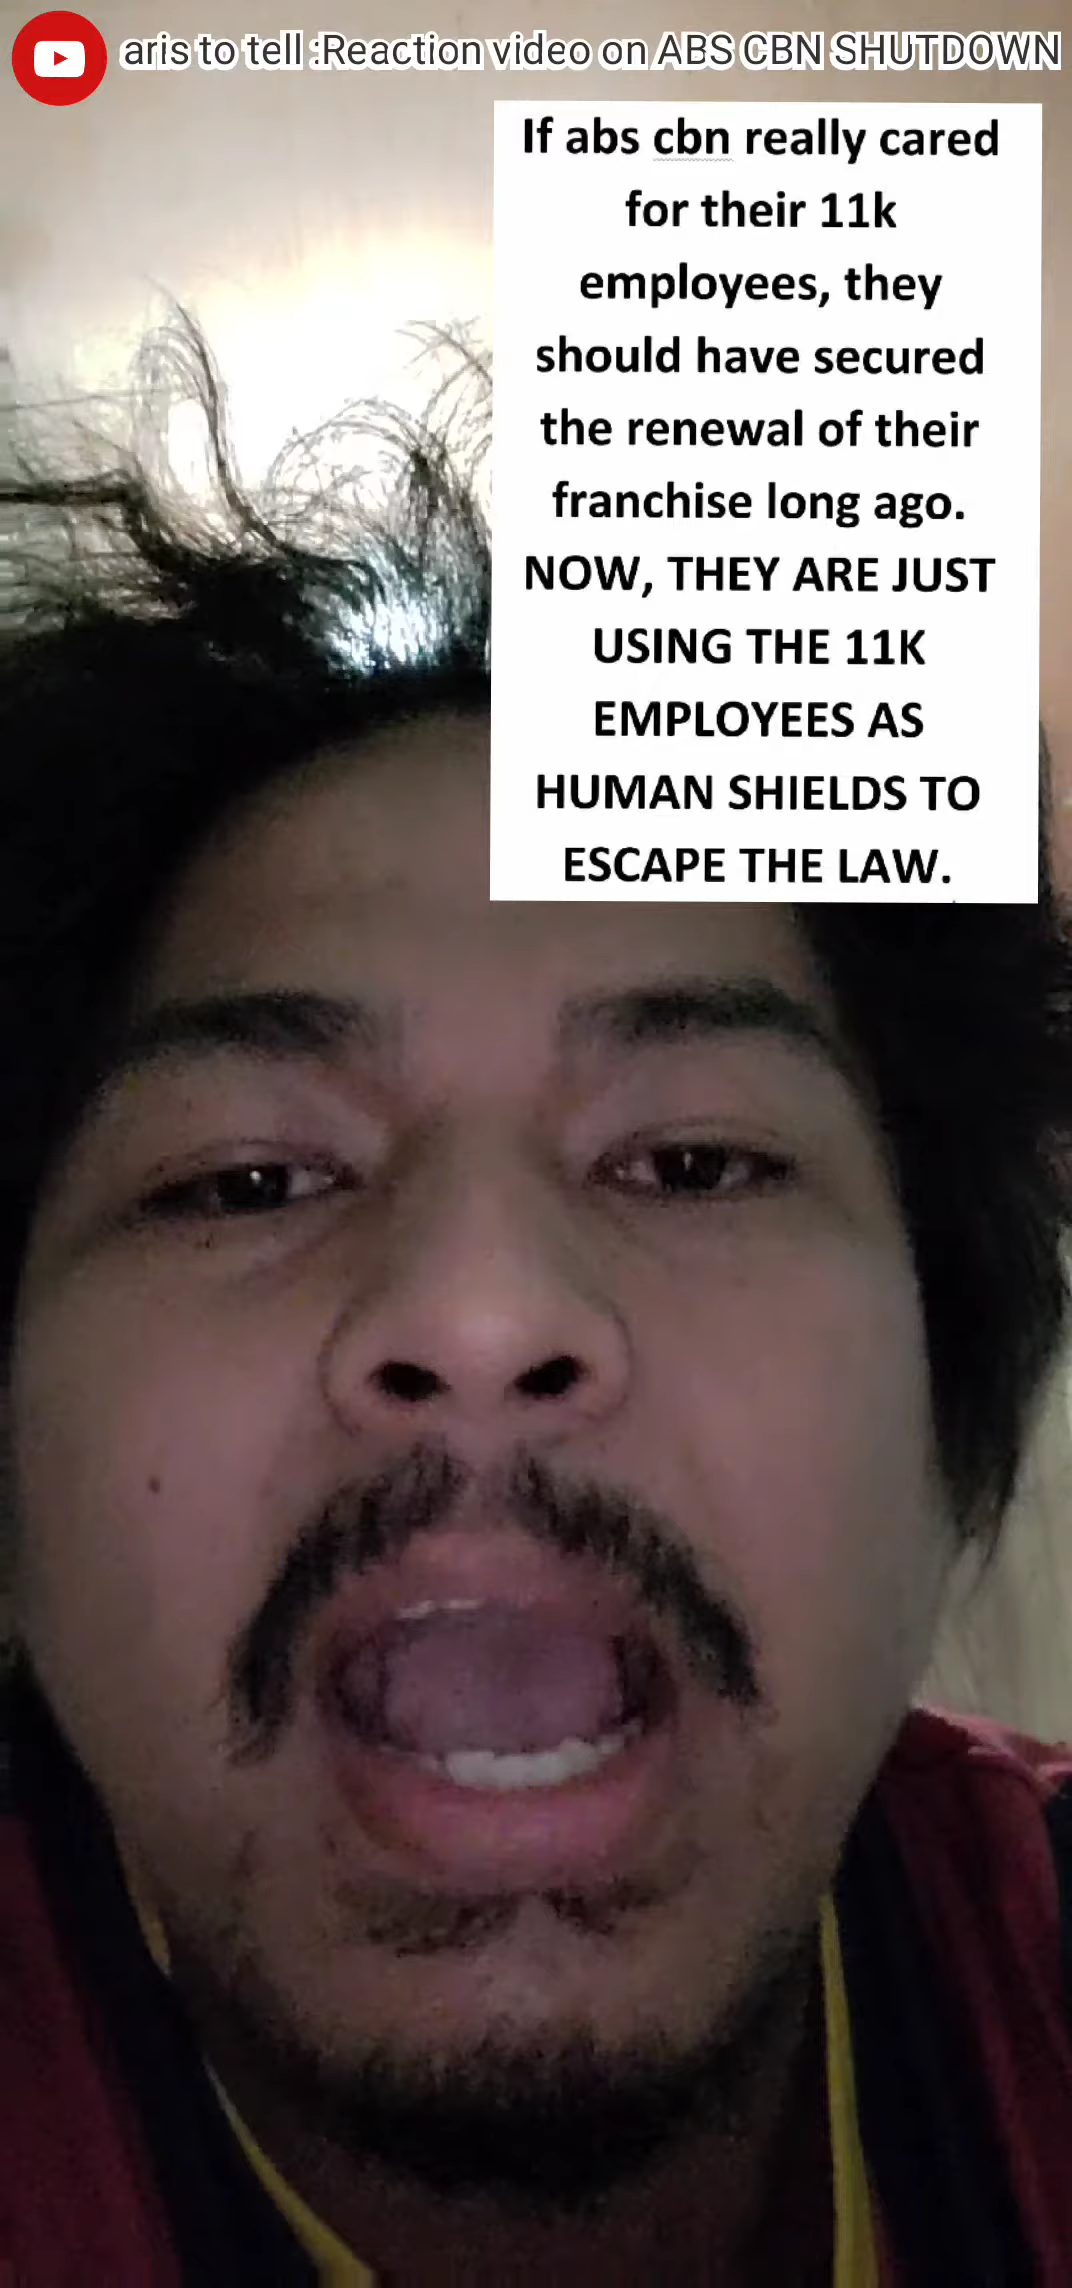 aris to tell :Reaction video on ABS CBN SHUTDOWN
If abs cbn really cared
for their 11k
employees, they
should have secured
the renewal of their
franchise long ago.
NOW, THEY ARE JUST
USING THE 11K
EMPLOYEES AS
HUMAN SHIELDS TO
ESCAPE THE LAW.